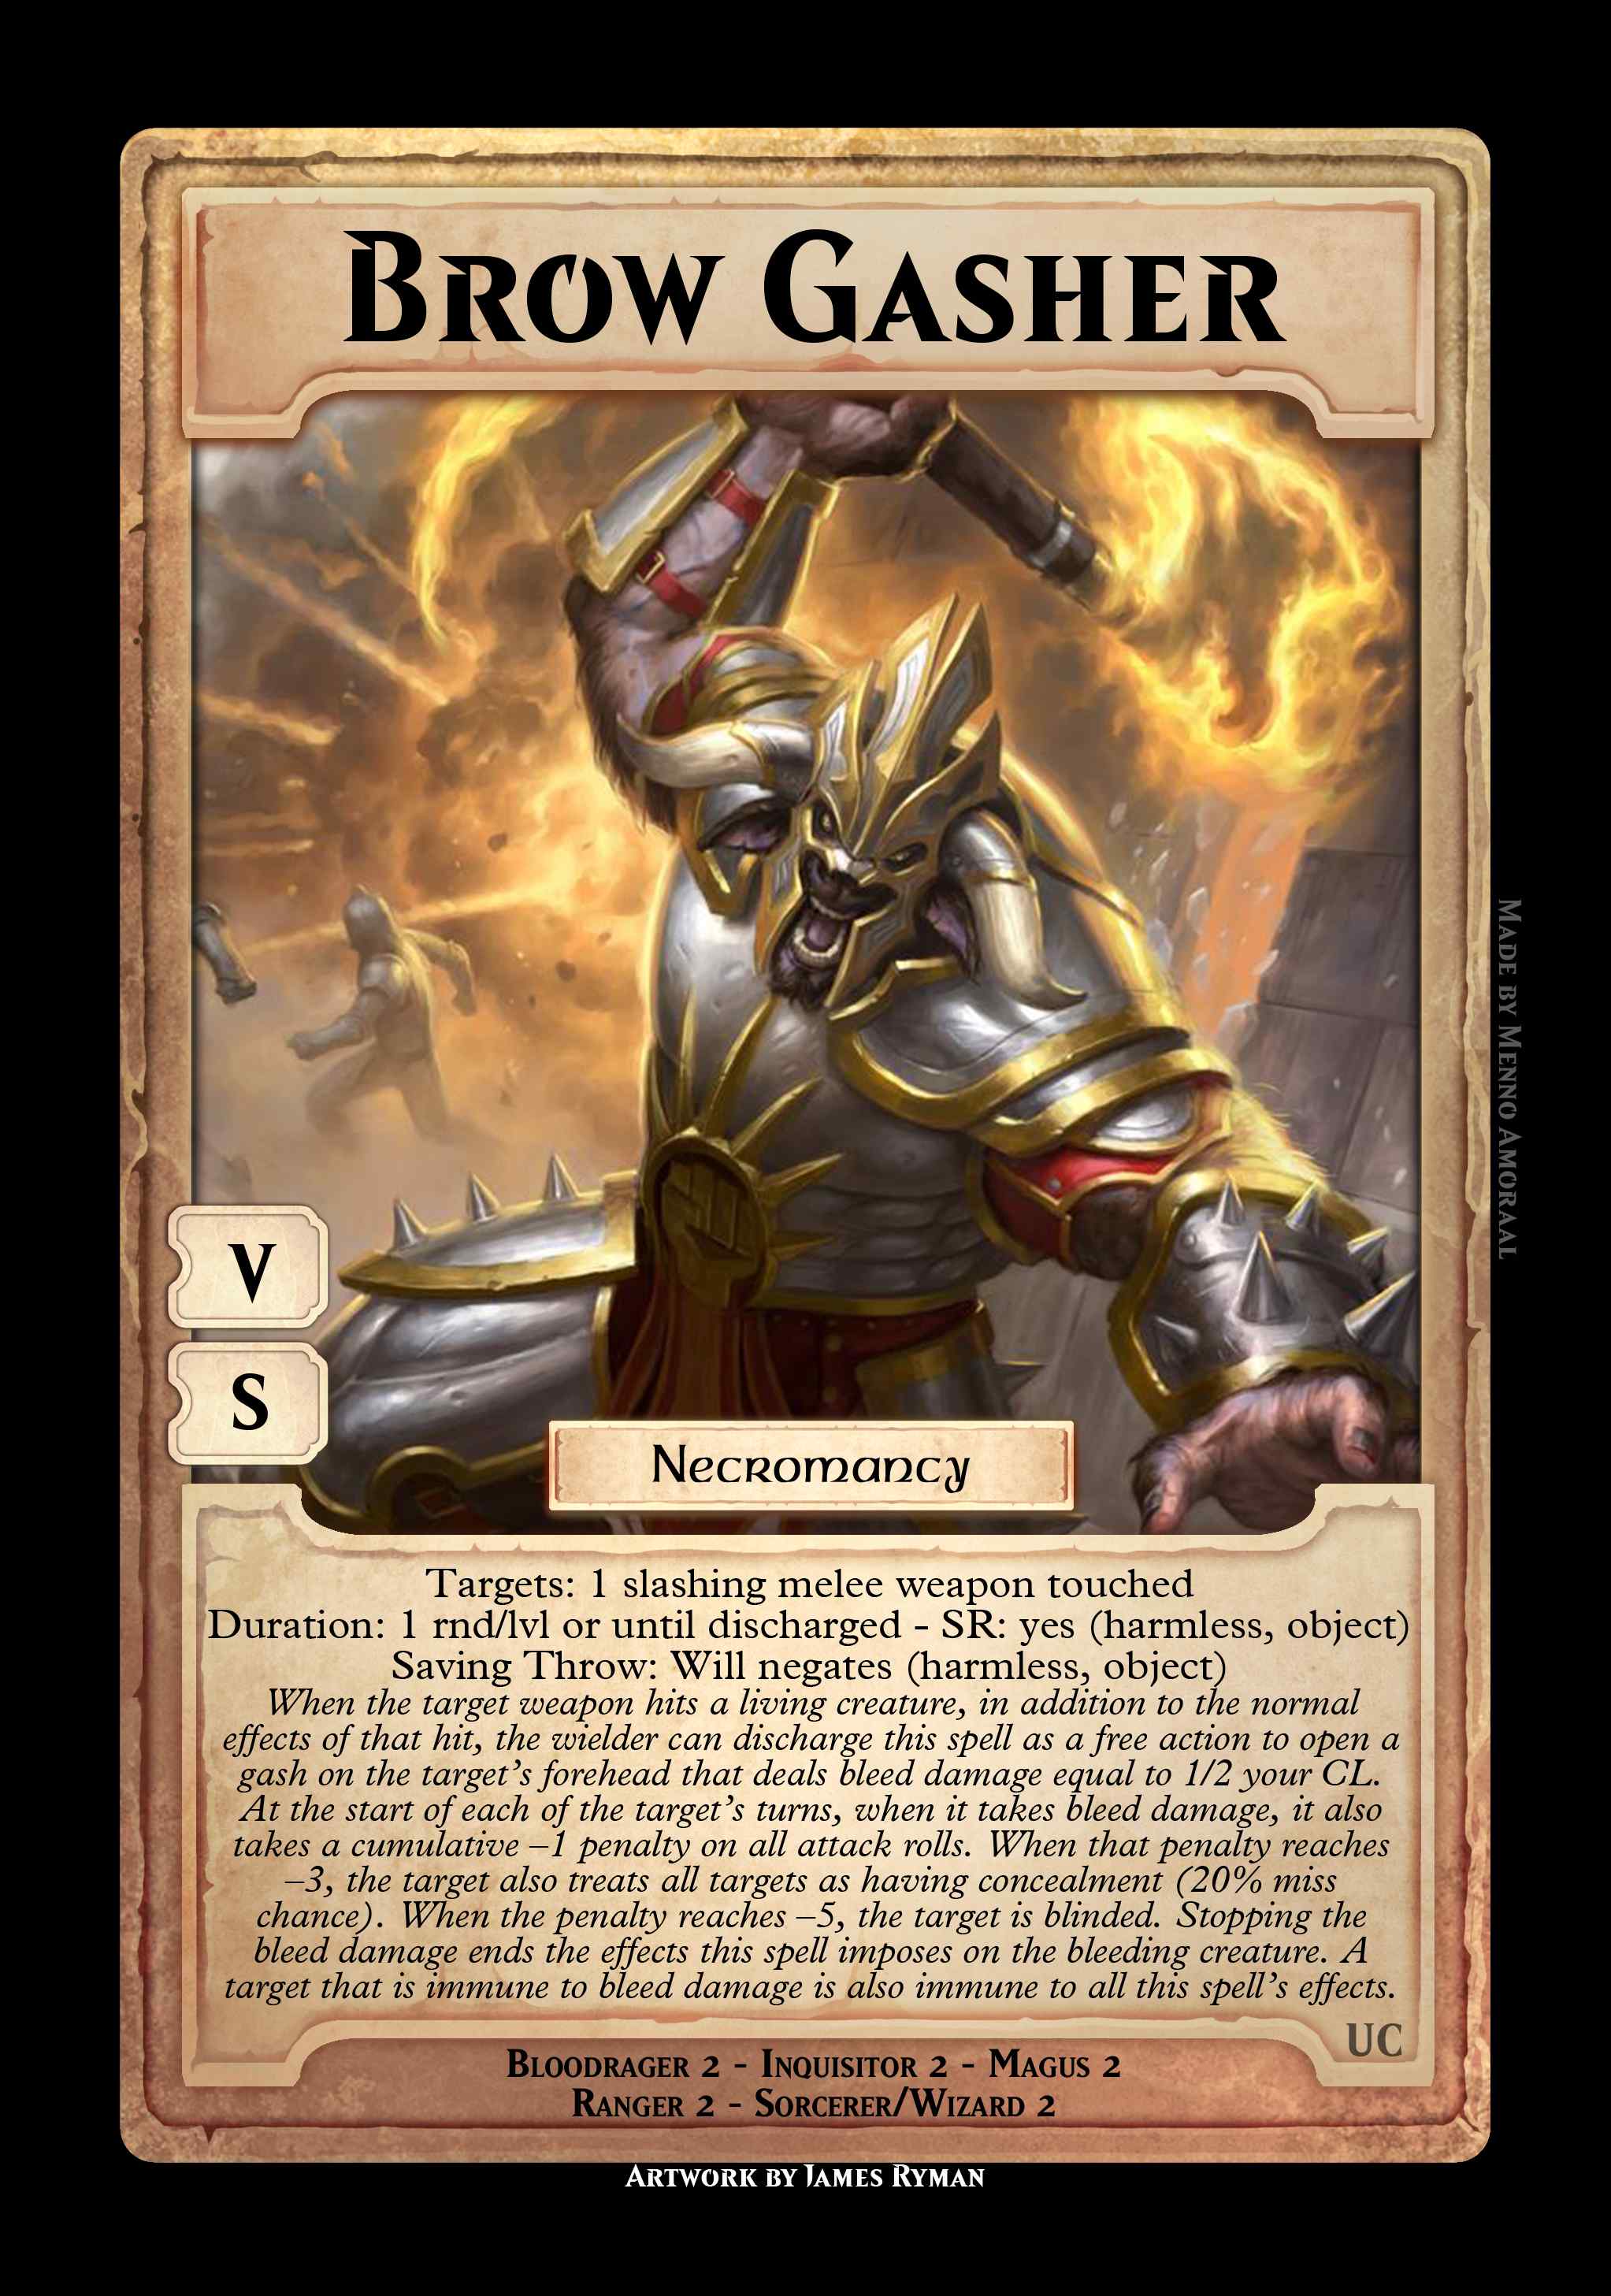 Brow Gasher
V
S
Necromancy
Targets: 1 slashing melee weapon touched
Duration: 1 rnd/lvl or until discharged - SR: yes (harmless, object)
Saving Throw: Will negates (harmless, object)
When the target weapon hits a living creature, in addition to the normal
effects of that hit, the wielder can discharge this spell as a free action to open a
gash on the target's forehead that deals bleed damage equal to 1/2 your CL.
At the start of each of the target's turns, when it takes bleed damage, it also
takes a cumulative –1 penalty on all attack rolls. When that penalty reaches
–3, the target also treats all targets as having concealment (20% miss
chance). When the penalty reaches –5, the target is blinded. Stopping the
bleed damage ends the effects this spell imposes on the bleeding creature. A
target that is immune to bleed damage is also immune to all this spell's effects.
UC
Bloodrager 2 - Inquisitor 2 - Magus 2
Ranger 2 - Sorcerer/Wizard 2
Artwork by James Ryman
Made by Menno Amoraal